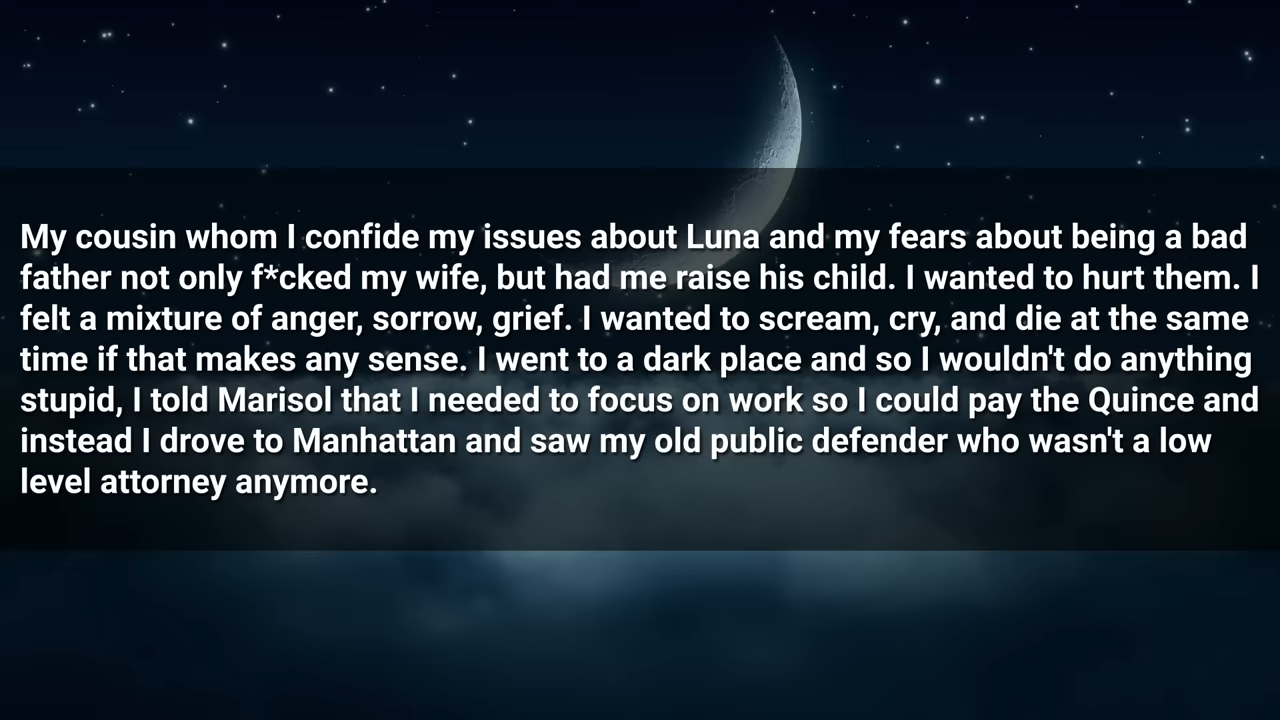 My cousin whom I confide my issues about Luna and my fears about being a bad
father not only f*cked my wife, but had me raise his child. I wanted to hurt them. I
felt a mixture of anger, sorrow, grief. I wanted to scream, cry, and die at the same
time if that makes any sense. I went to a dark place and so I wouldn't do anything
stupid, I told Marisol that I needed to focus on work so I could pay the Quince and
instead I drove to Manhattan and saw my old public defender who wasn't a low
level attorney anymore.